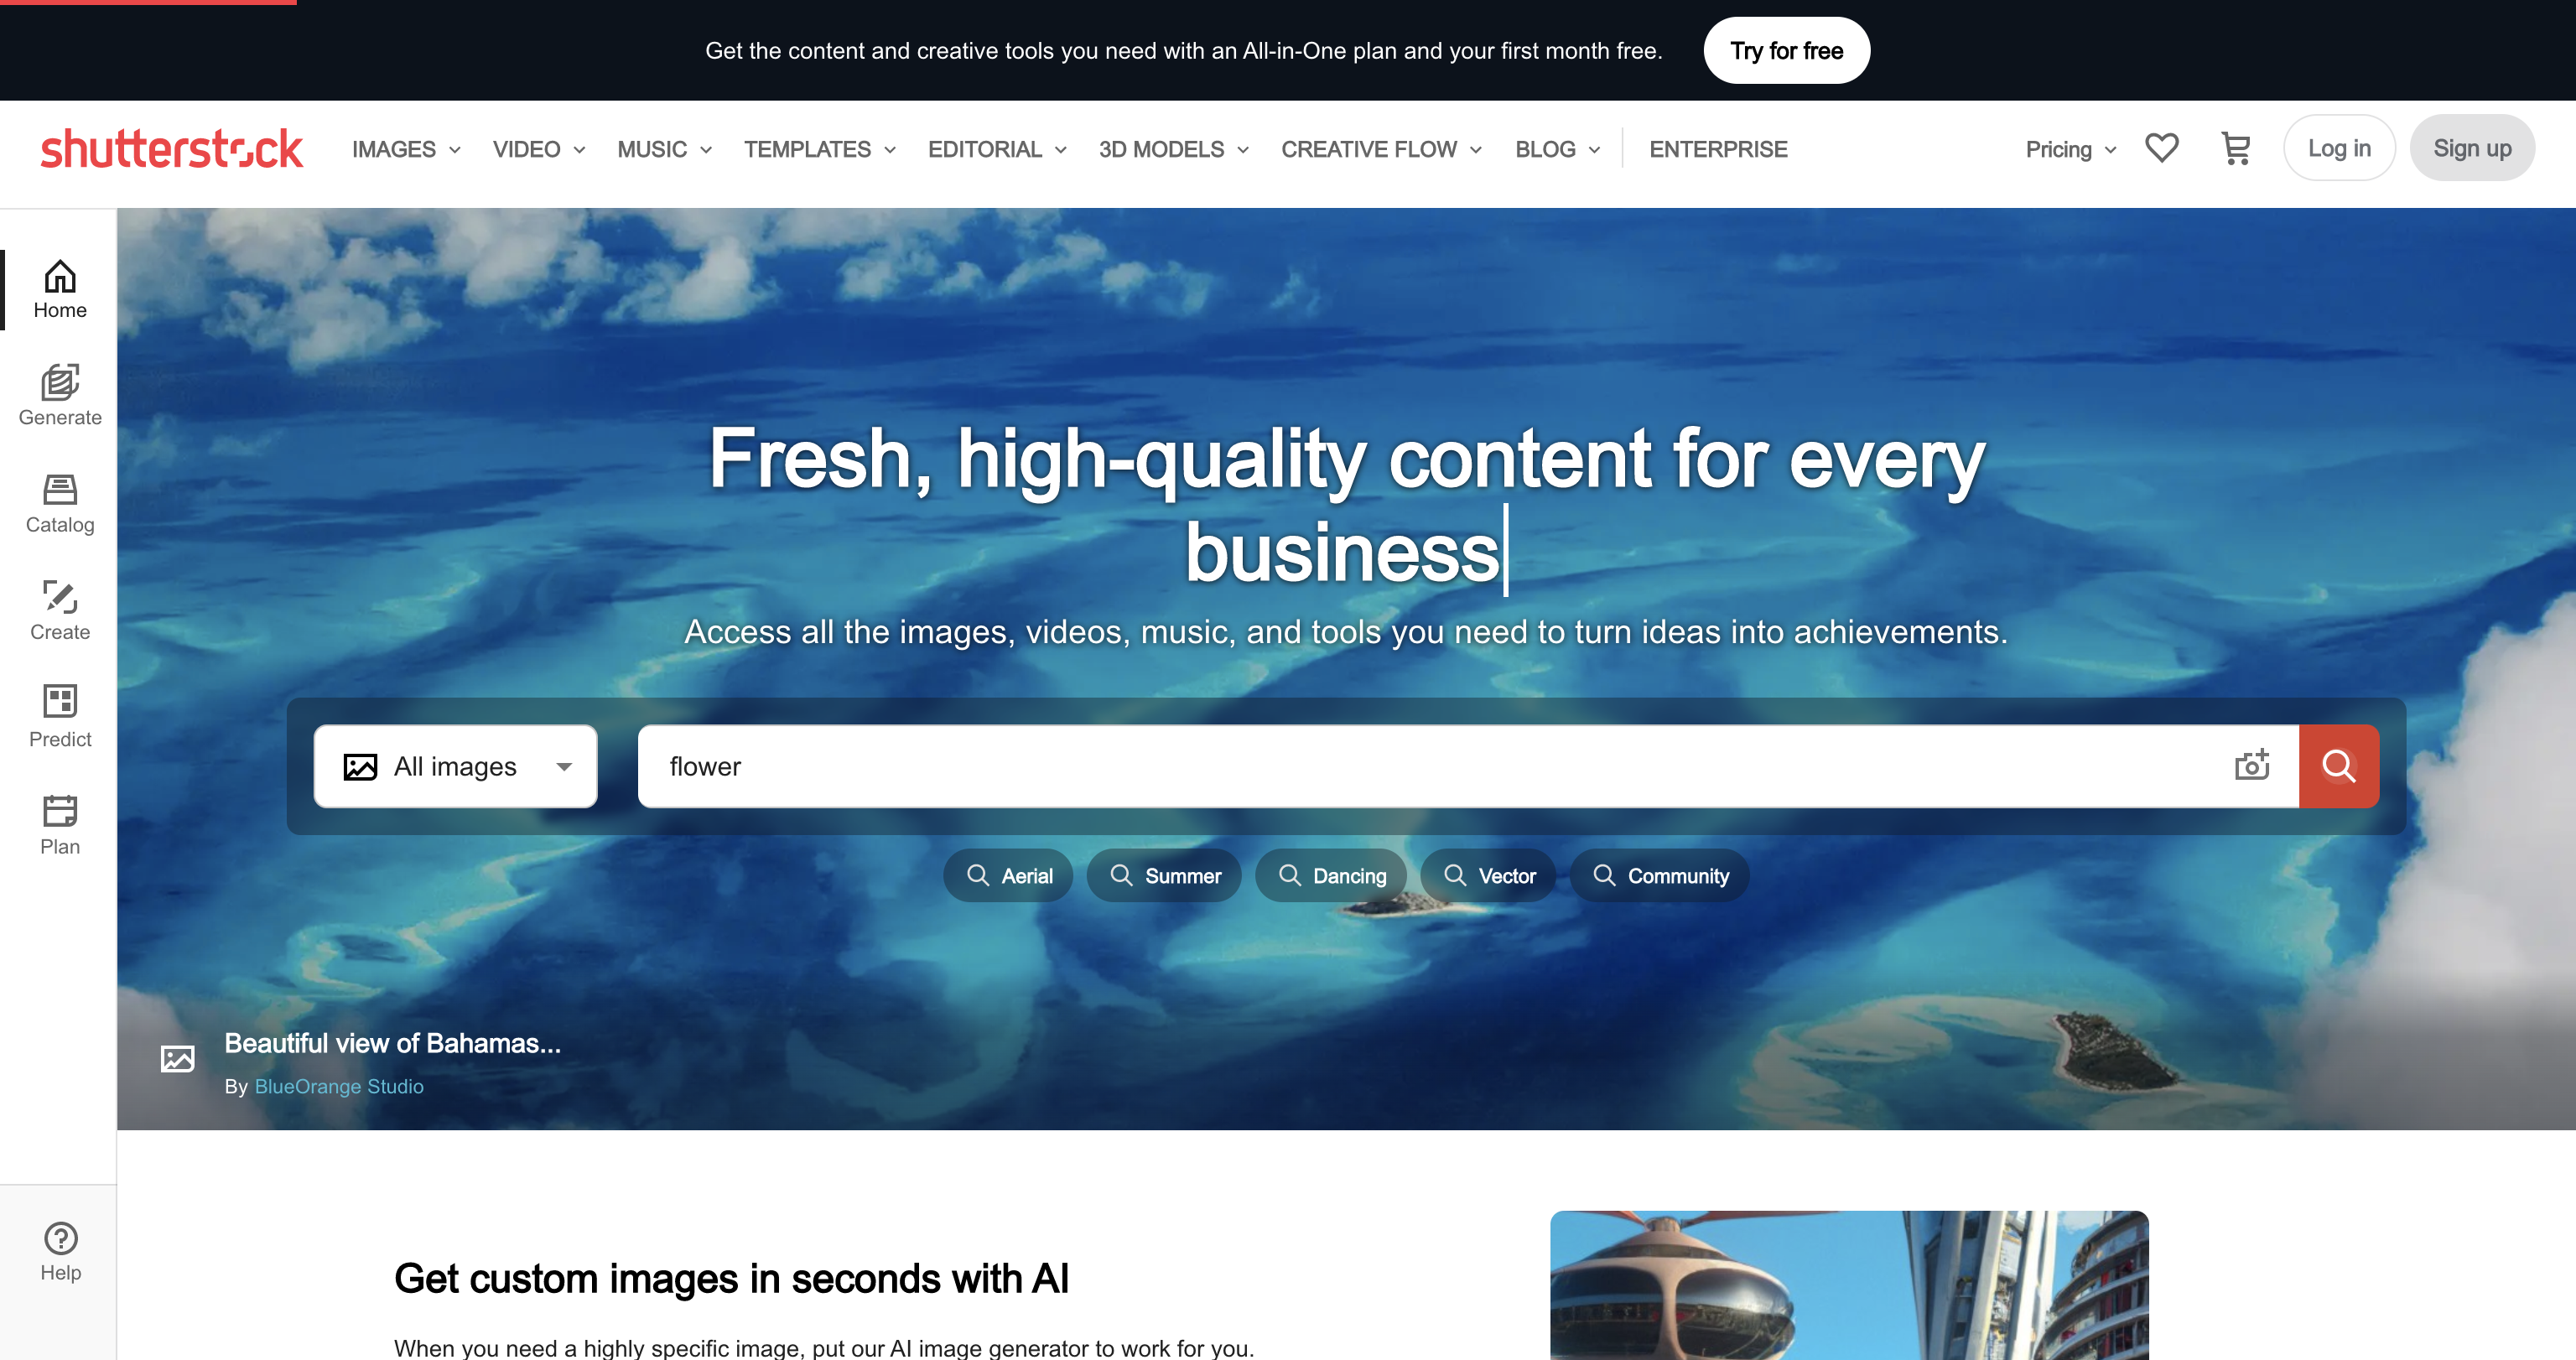 Get the content and creative tools you need with an All-in-One plan and your first month free.
Try for free
shutterstock
IMAGES
VIDEO
MUSIC
TEMPLATES
EDITORIAL
3D MODELS
CREATIVE FLOW
BLOG
ENTERPRISE
Pricing
Log in
Sign up
Home
Generate
Catalog
Create
Predict
Plan
Help
Fresh, high-quality content for every
business
Access all the images, videos, music, and tools you need to turn ideas into achievements.
All images
flower
Aerial
Summer
Dancing
Vector
Community
Beautiful view of Bahamas...
By BlueOrange Studio
Get custom images in seconds with AI
When you need a highly specific image, put our AI image generator to work for you.